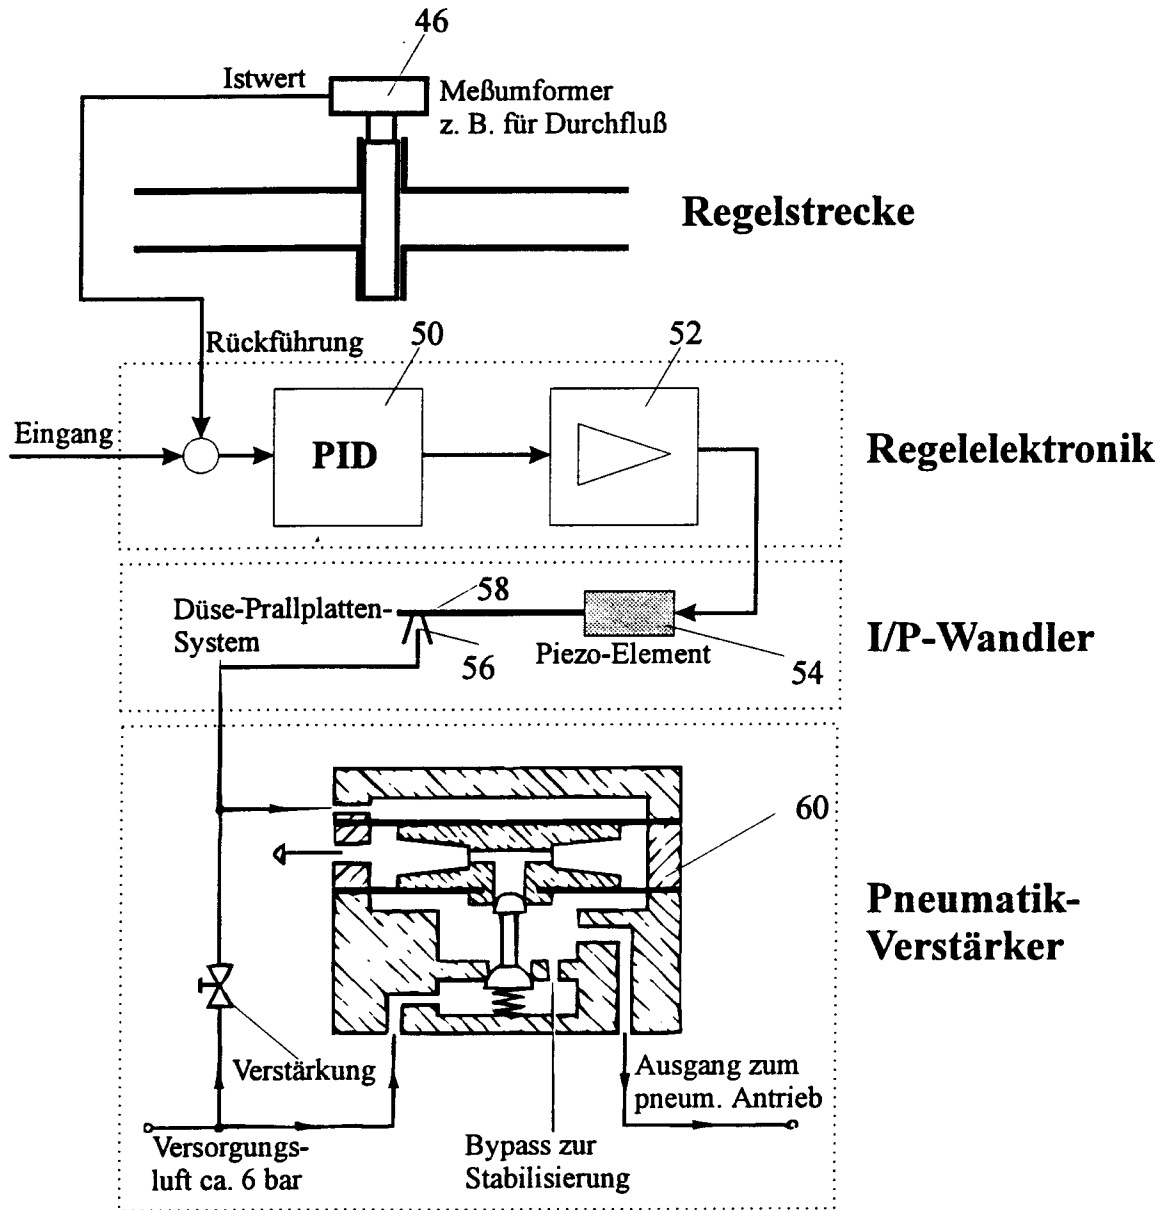 46
Istwert
Meßumformer
z. B. für Durchfluß
Regelstrecke
Rückführung
50
52
Eingang
PID
Regelelektronik
Düse-Prallplatten-
System
58
56
Piezo-Element
54
I/P-Wandler
60
Pneumatik-
Verstärker
Verstärkung
Ausgang zum
pneum. Antrieb
Versorgungs-
luft ca. 6 bar
Bypass zur
Stabilisierung